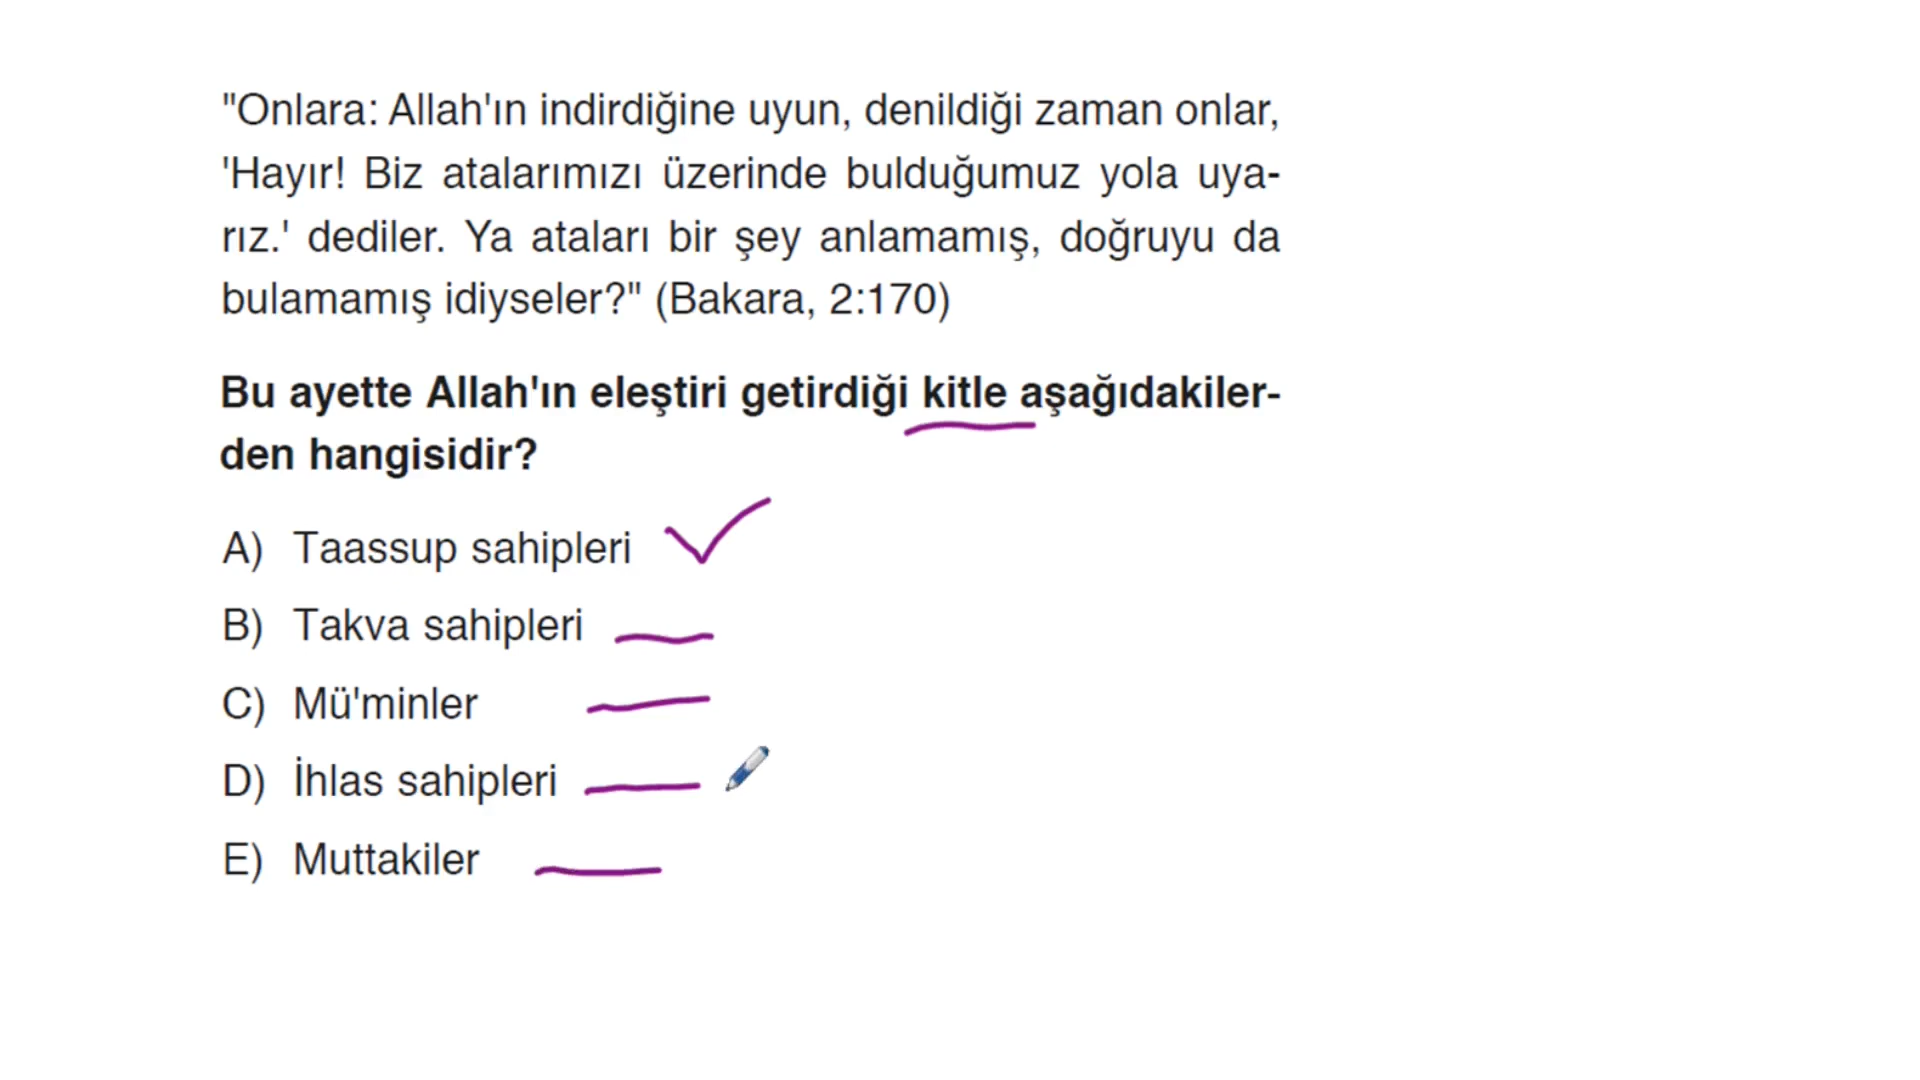 "Onlara: Allah'ın indirdiğine uyun, denildiği zaman onlar,
'Hayır! Biz atalarımızı üzerinde bulduğumuz yola uya-
rız.' dediler. Ya ataları bir şey anlamamış, doğruyu da
bulamamış idiyseler?" (Bakara, 2:170)
Bu ayette Allah'ın eleştiri getirdiği kitle aşağıdakiler-
den hangisidir?
A) Taassup sahipleri
B) Takva sahipleri
C) Mü'minler
D) İhlas sahipleri
E) Muttakiler